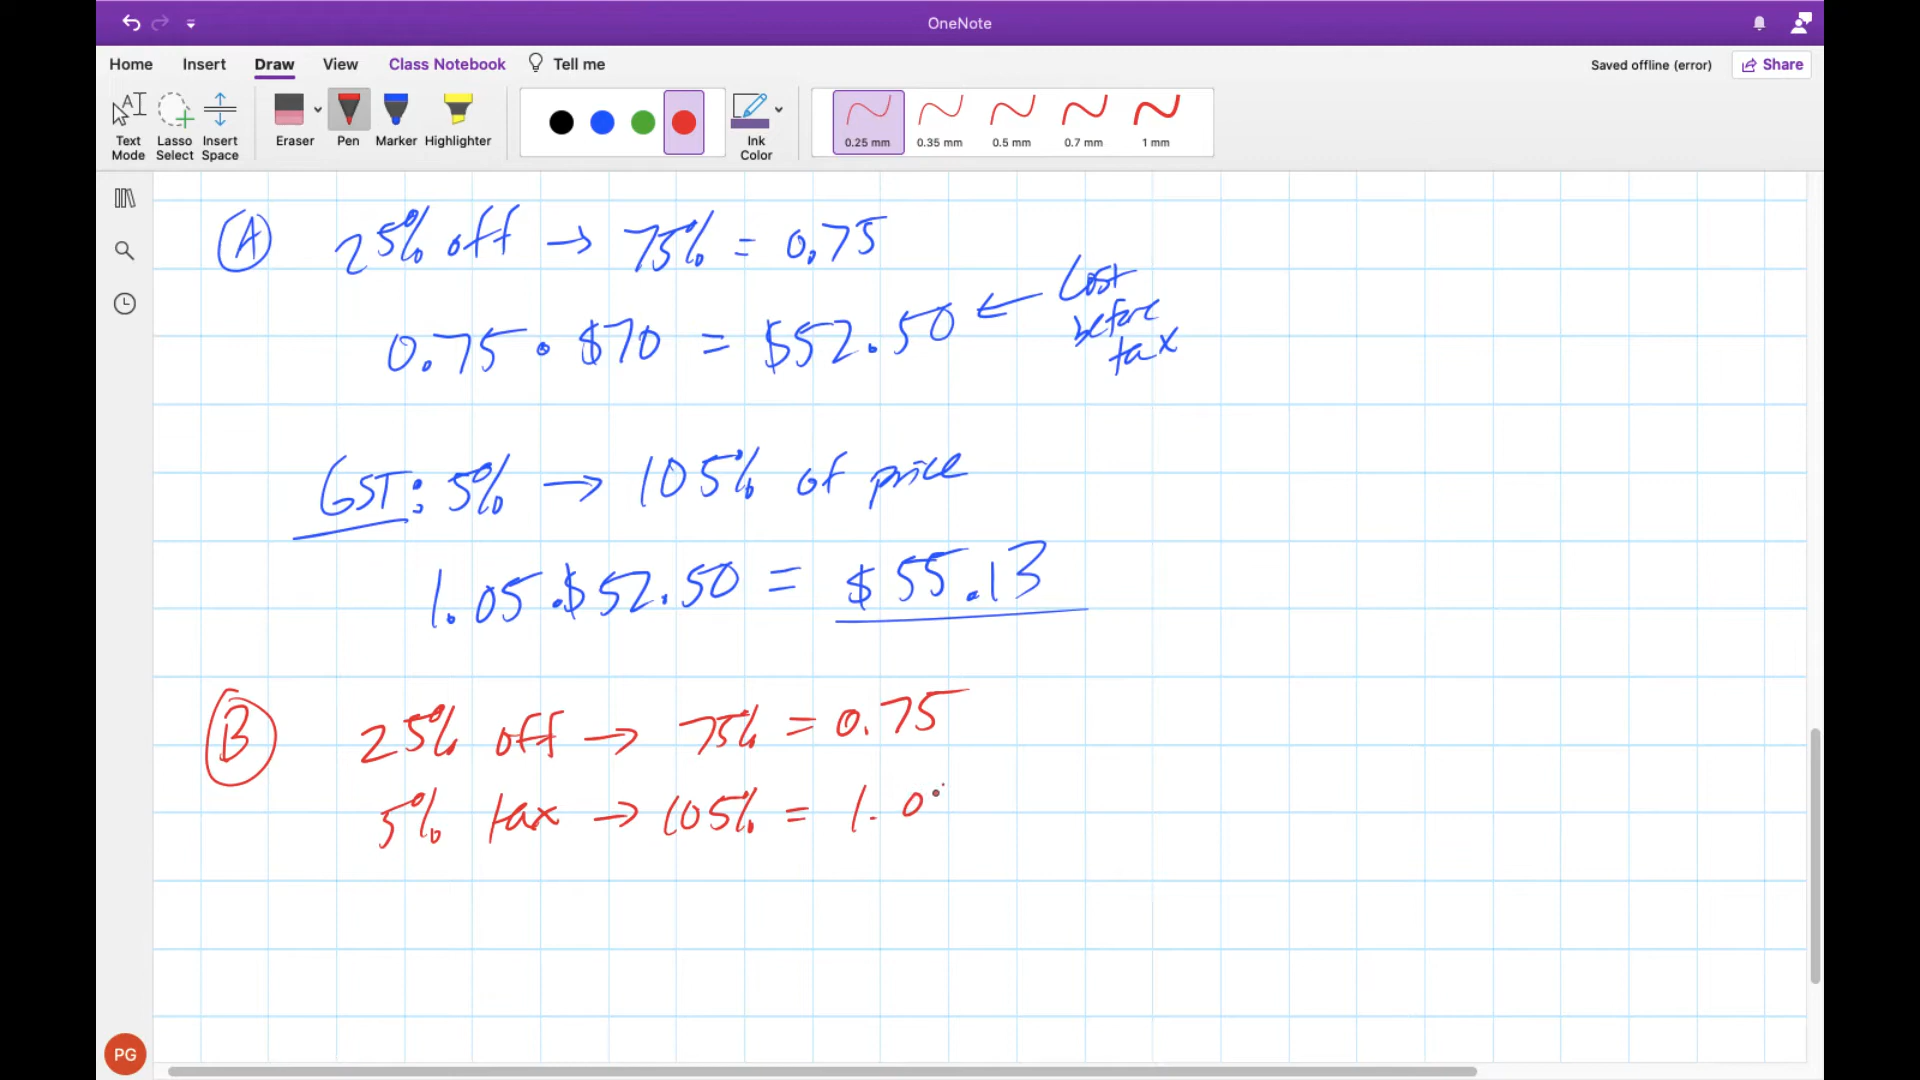 OneNote
Home Insert Draw View Class Notebook Tell me
Saved offline (error) Share
Text Mode
Lasso Select
Insert Space
Eraser
Pen
Marker
Highlighter
Ink Color
0.25 mm
0.35 mm
0.5 mm
0.7 mm
1 mm
A 25% off → 75% = 0.75
0.75 • $70 = $52.50 ← Cost before tax
GST: 5% → 105% of price
1.05 • $52.50 = $55.13
B 25% off → 75% = 0.75
5% tax → 105% = 1.0
PG